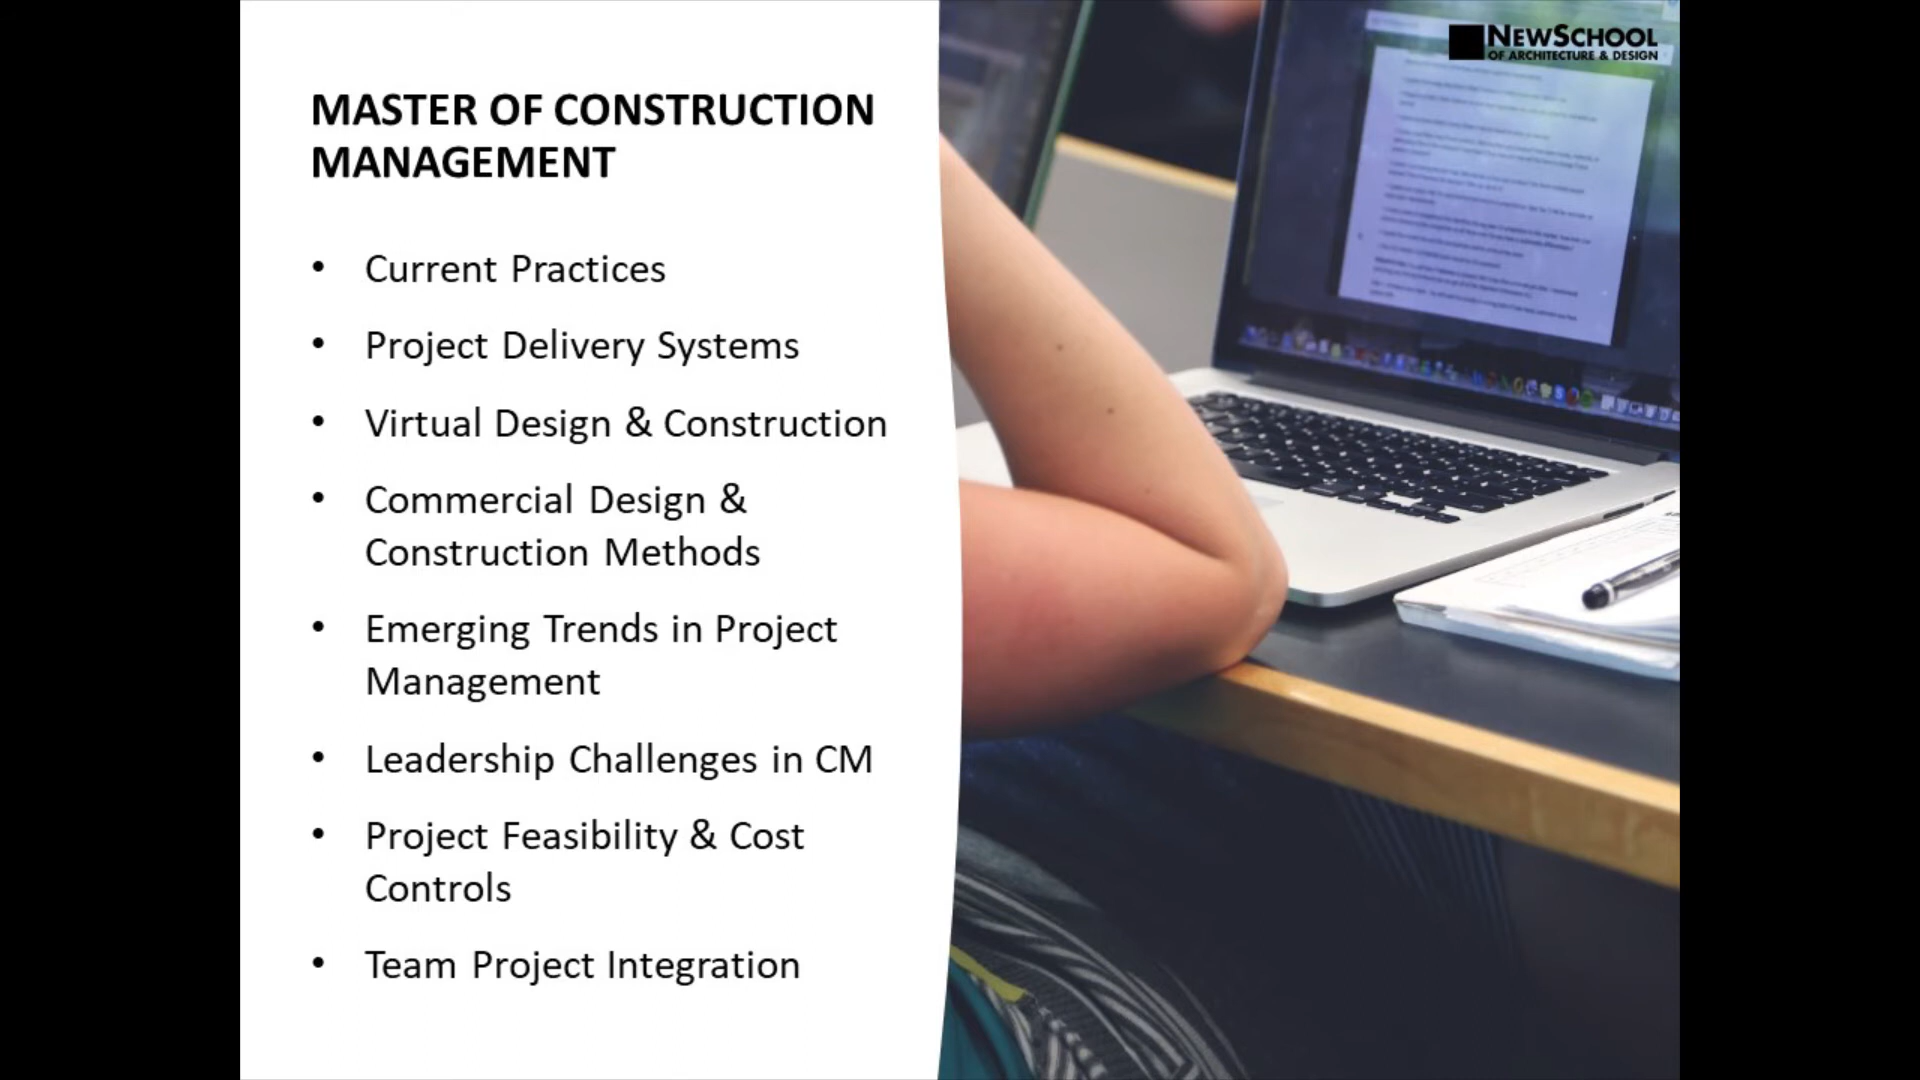 NEWSCHOOL
OF ARCHITECTURE & DESIGN
MASTER OF CONSTRUCTION
MANAGEMENT
• Current Practices
• Project Delivery Systems
• Virtual Design & Construction
• Commercial Design &
Construction Methods
• Emerging Trends in Project
Management
• Leadership Challenges in CM
• Project Feasibility & Cost
Controls
• Team Project Integration